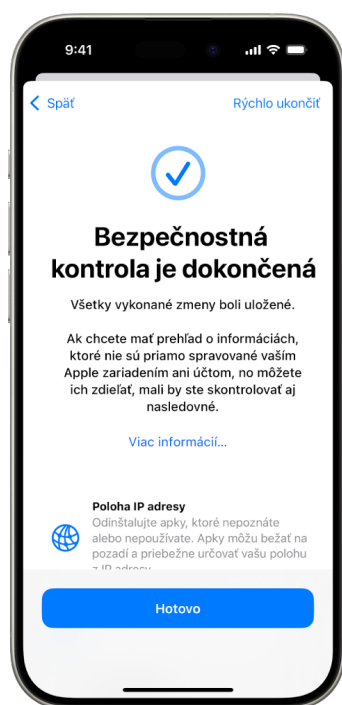 9:41
Späť
Rýchlo ukončiť
Bezpečnostná
kontrola je dokončená
Všetky vykonané zmeny boli uložené.
Ak chcete mať prehľad o informáciách,
ktoré nie sú priamo spravované vaším
Apple zariadením ani účtom, no môžete
ich zdieľať, mali by ste skontrolovať aj
nasledovné.
Viac informácií...
Poloha IP adresy
Odinštalujte apky, ktoré nepoznáte
alebo nepoužívate. Apky môžu bežať na
pozadí a priebežne určovať vašu polohu
z IP adresy
Hotovo